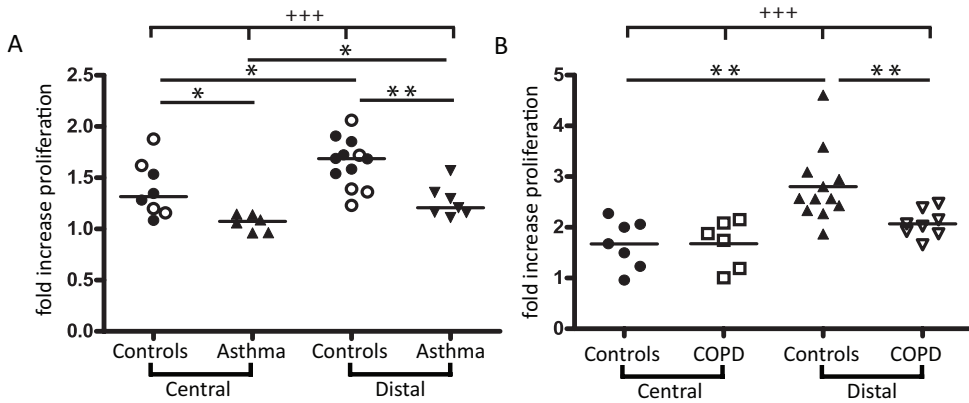 +++
A
*
*
*
**
2.5
2.0
1.5
1.0
0.5
0.0
fold increase proliferation
Controls Asthma Controls Asthma
Central Distal
+++
B
**
**
5
4
3
2
1
0
fold increase proliferation
Controls COPD Controls COPD
Central Distal